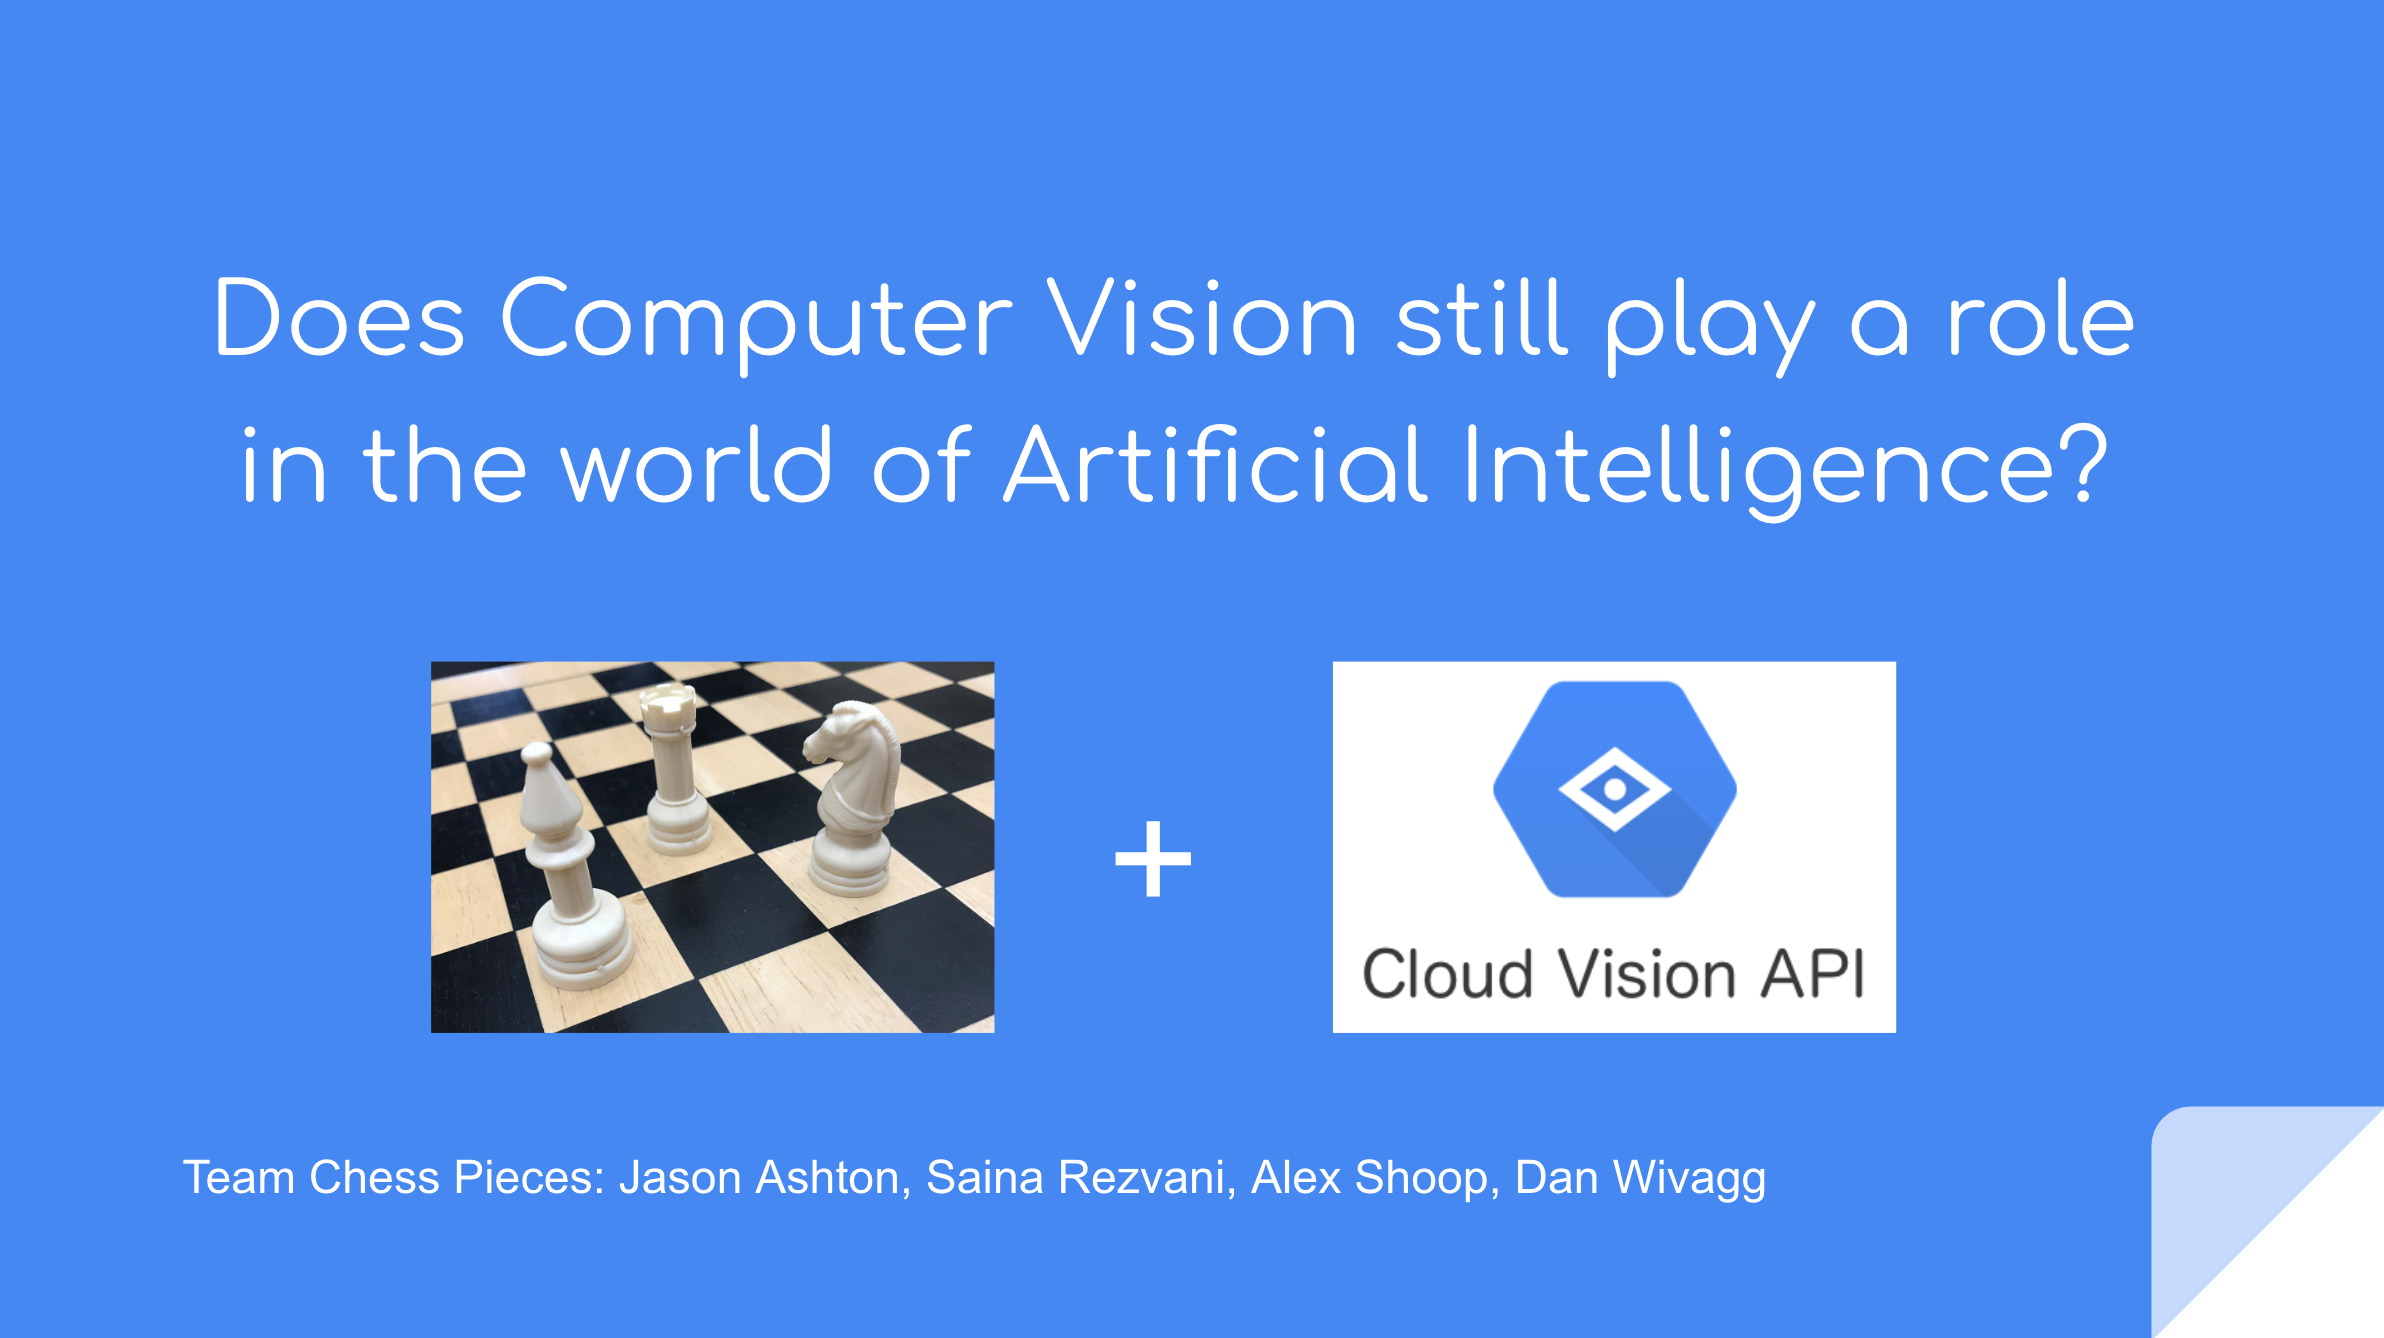 Does Computer Vision still play a role
in the world of Artificial Intelligence?
+
Cloud Vision API
Team Chess Pieces: Jason Ashton, Saina Rezvani, Alex Shoop, Dan Wivagg